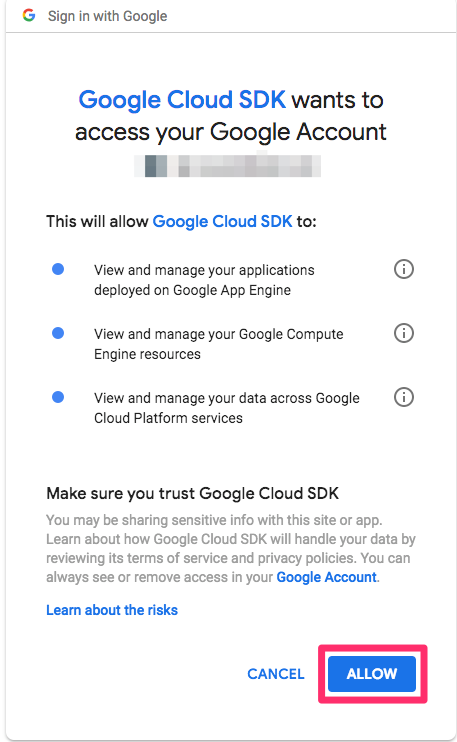 Sign in with Google
Google Cloud SDK wants to
access your Google Account
This will allow Google Cloud SDK to:
View and manage your applications
deployed on Google App Engine
View and manage your Google Compute
Engine resources
View and manage your data across Google
Cloud Platform services
Make sure you trust Google Cloud SDK
You may be sharing sensitive info with this site or app.
Learn about how Google Cloud SDK will handle your data by
reviewing its terms of service and privacy policies. You can
always see or remove access in your Google Account.
Learn about the risks
CANCEL ALLOW